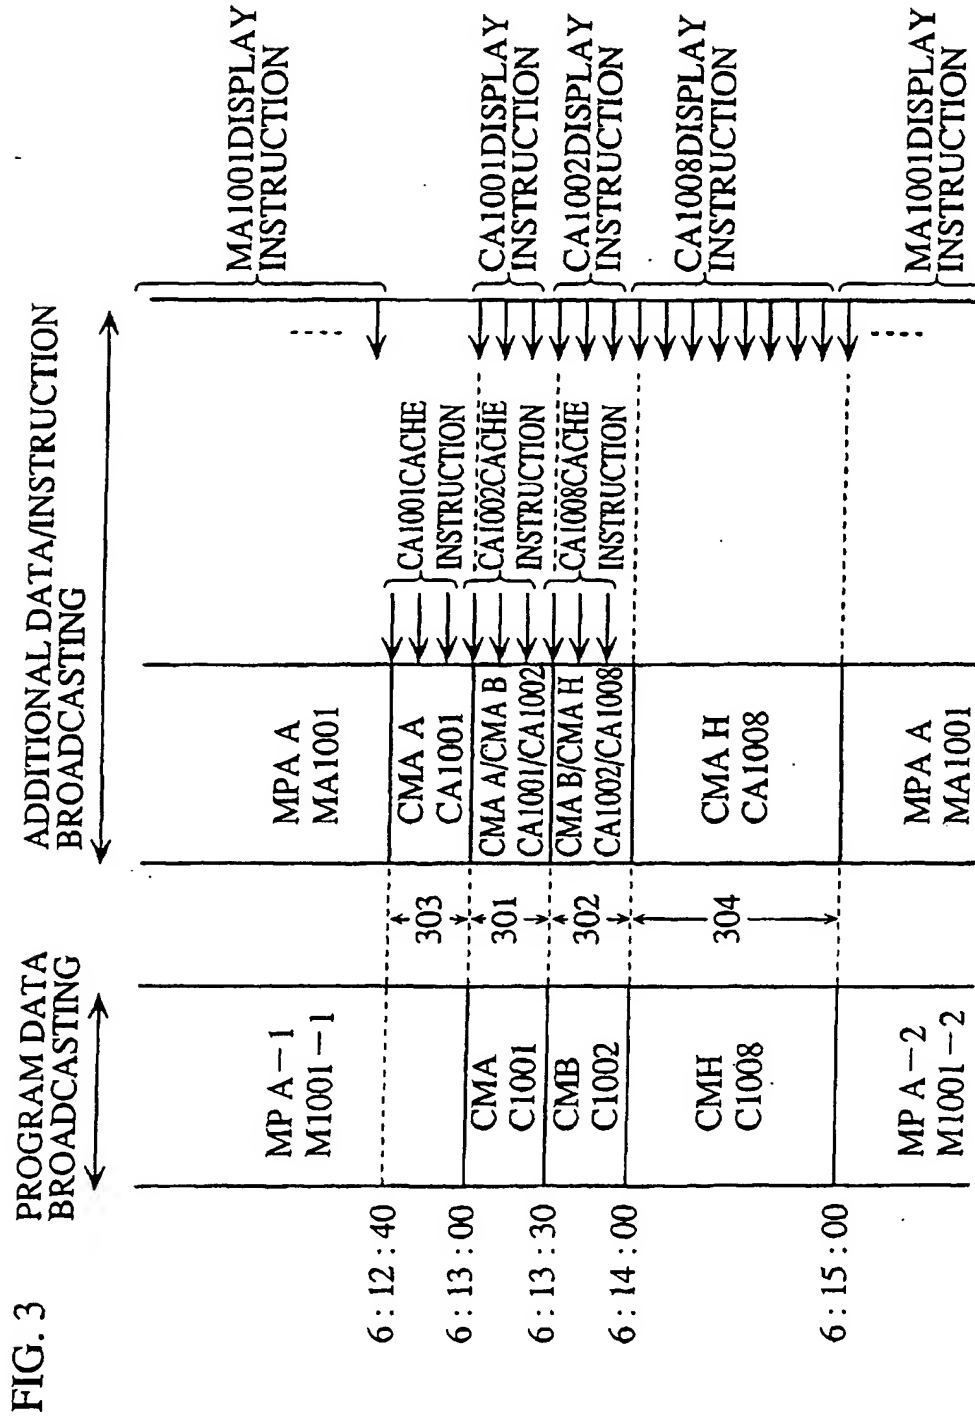 FIG. 3
PROGRAM DATA
BROADCASTING
ADDITIONAL DATA/INSTRUCTION
BROADCASTING
MP A－1
M1001－1
MPA A
MA1001
MA1001DISPLAY
INSTRUCTION
6 : 12 : 40
303
CMA A
CA1001
CA1001CACHE
INSTRUCTION
6 : 13 : 00
CMA
C1001
301
CMA A/CMA B
CA1001/CA1002
CA1002CACHE
INSTRUCTION
CA1001DISPLAY
INSTRUCTION
6 : 13 : 30
CMB
C1002
302
CMA B/CMA H
CA1002/CA1008
CA1008CACHE
INSTRUCTION
CA1002DISPLAY
INSTRUCTION
6 : 14 : 00
CMH
C1008
304
CMA H
CA1008
CA1008DISPLAY
INSTRUCTION
6 : 15 : 00
MP A－2
M1001－2
MPA A
MA1001
MA1001DISPLAY
INSTRUCTION